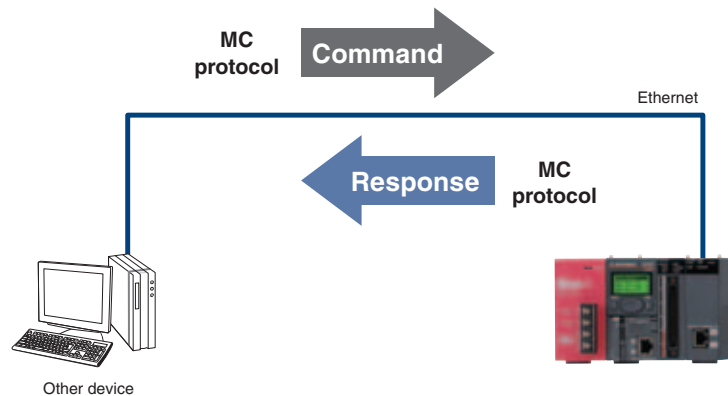 MC
protocol
Command
Ethernet
Response
MC
protocol
Other device